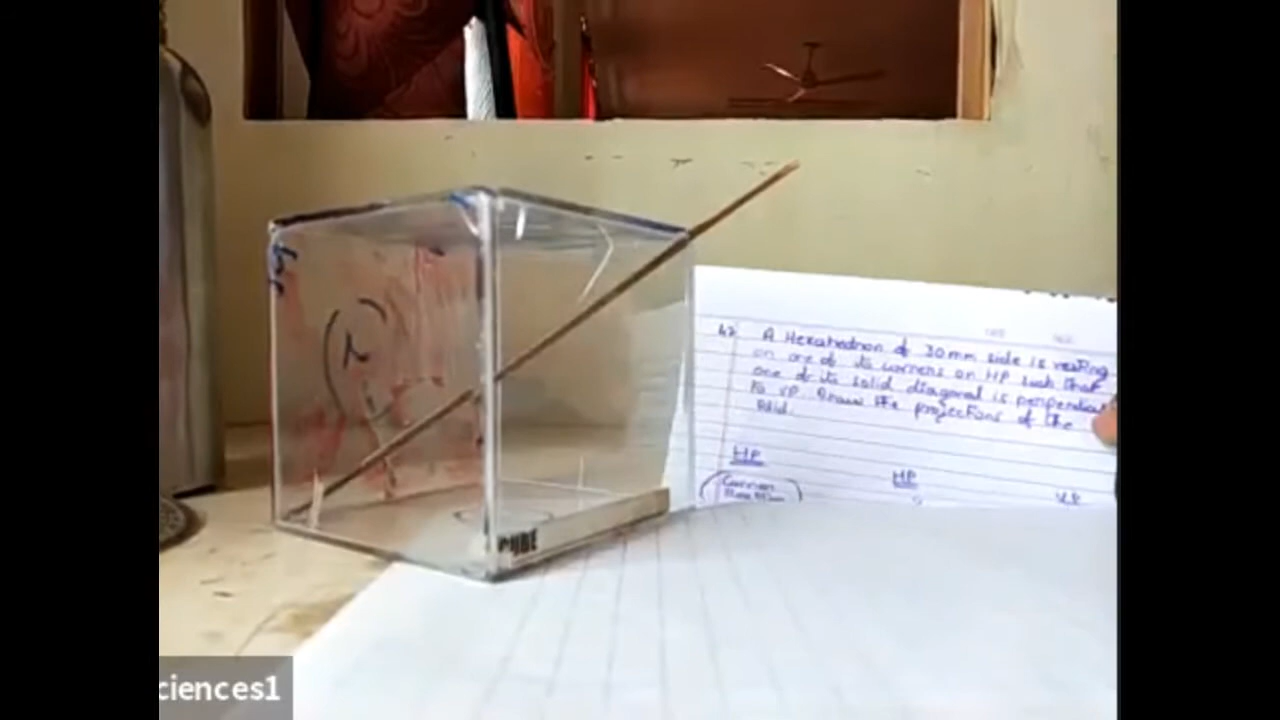 λ
CUBE
42 A Hexahedron of 30mm side is resting
on one of its corners on HP such that
one of its solid diagonal is perpendicular
to VP. Draw the projections of the
solid.
HP HP VP
ciences1